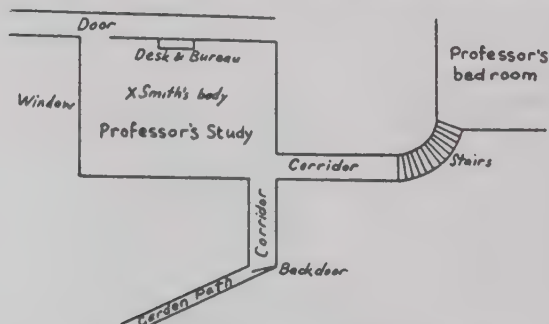 Door
Professor's
bed room
Desk & Bureau
Window
X Smith's body
Professor's Study
Corridor
Stairs
Corridor
Backdoor
Garden Path